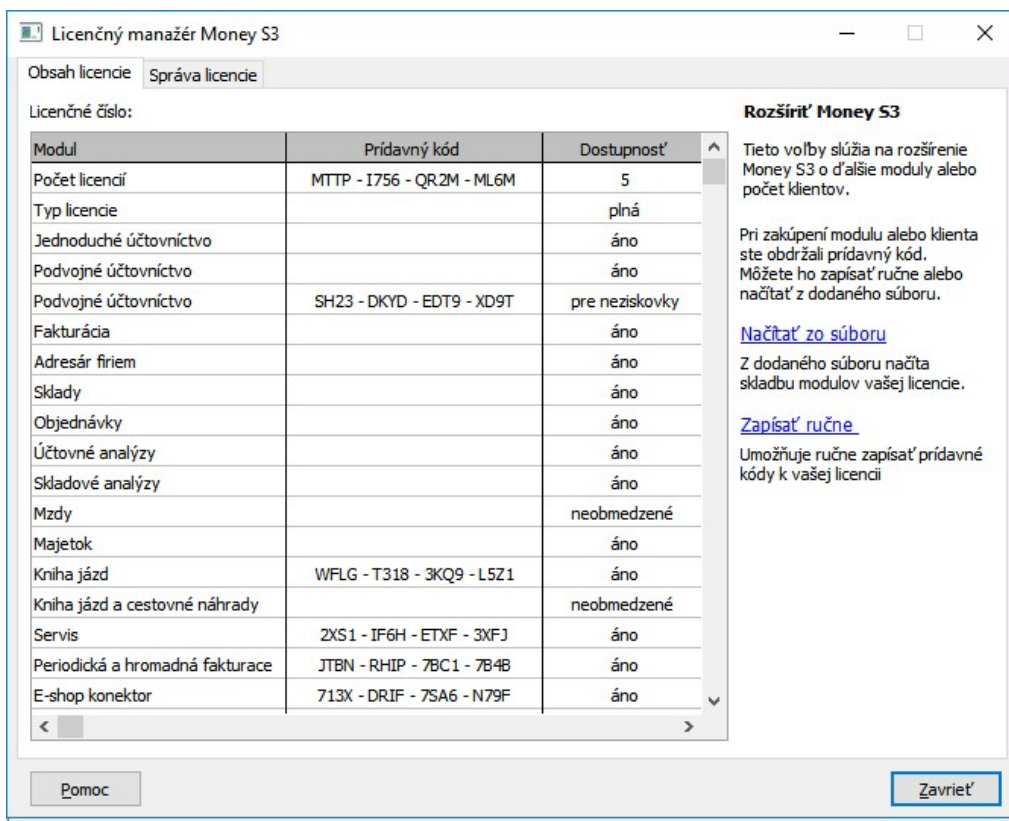 Licenčný manažér Money S3
Obsah licencie Správa licencie
Licenčné číslo:
Modul Prídavný kód Dostupnosť
Počet licencií MTTP - I756 - QR2M - ML6M 5
Typ licencie plná
Jednoduché účtovníctvo áno
Podvojné účtovníctvo áno
Podvojné účtovníctvo SH23 - DKYD - EDT9 - XD9T pre neziskovky
Fakturácia áno
Adresár firiem áno
Sklady áno
Objednávky áno
Účtovné analýzy áno
Skladové analýzy áno
Mzdy neobmedzené
Majetok áno
Kniha jázd WFLG - T318 - 3KQ9 - L5Z1 áno
Kniha jázd a cestovné náhrady neobmedzené
Servis 2XS1 - IF6H - ETXF - 3XFJ áno
Periodická a hromadná fakturace JTBN - RHIP - 7BC1 - 7B4B áno
E-shop konektor 713X - DRIF - 7SA6 - N79F áno
Rozšíriť Money S3
Tieto voľby slúžia na rozšírenie
Money S3 o ďalšie moduly alebo
počet klientov.
Pri zakúpení modulu alebo klienta
ste obdržali prídavný kód.
Môžete ho zapísať ručne alebo
načítať z dodaného súboru.
Načítať zo súboru
Z dodaného súboru načíta
skladbu modulov vašej licencie.
Zapísať ručne
Umožňuje ručne zapísať prídavné
kódy k vašej licencii
Pomoc Zavrieť